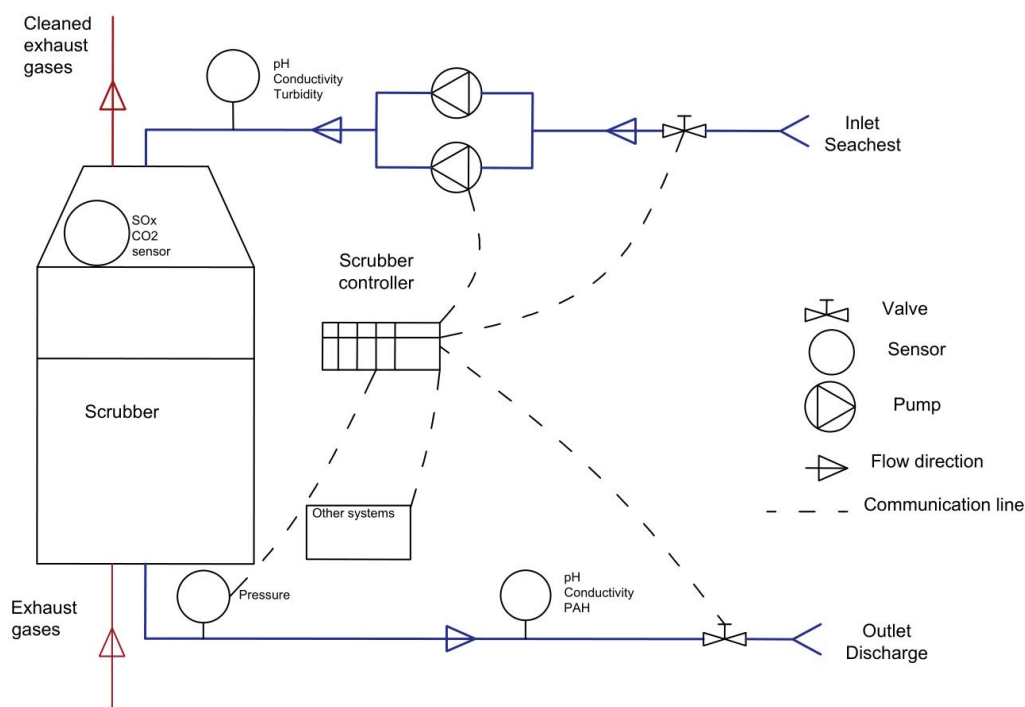 Cleaned
exhaust
gases
pH
Conductivity
Turbidity
Inlet
Seachest
SOx
CO2
sensor
Scrubber
controller
Valve
Sensor
Pump
Flow direction
Communication line
Scrubber
Other systems
Exhaust
gases
Pressure
pH
Conductivity
PAH
Outlet
Discharge